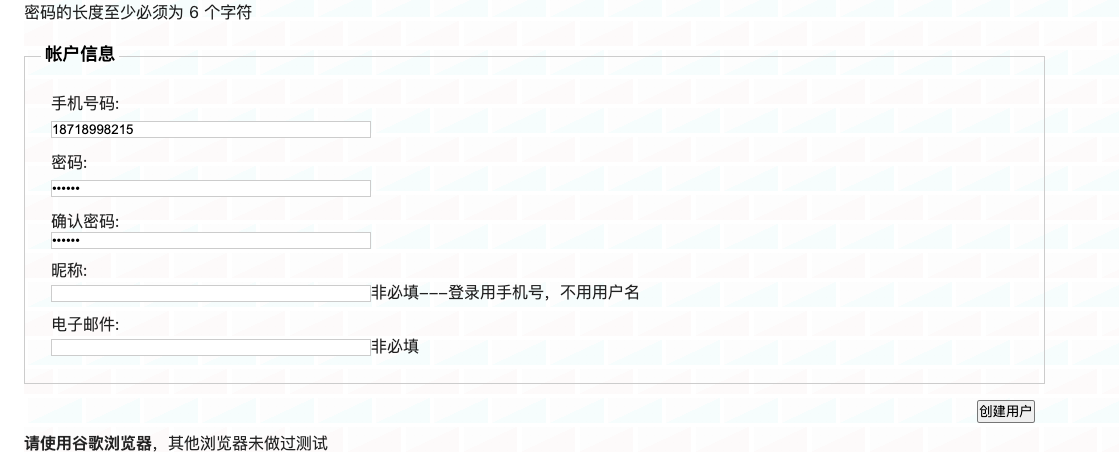 密码的长度至少必须为 6 个字符
帐户信息
手机号码:
18718998215
密码:
••••••
确认密码:
••••••
昵称:
非必填---登录用手机号，不用用户名
电子邮件:
非必填
创建用户
请使用谷歌浏览器，其他浏览器未做过测试